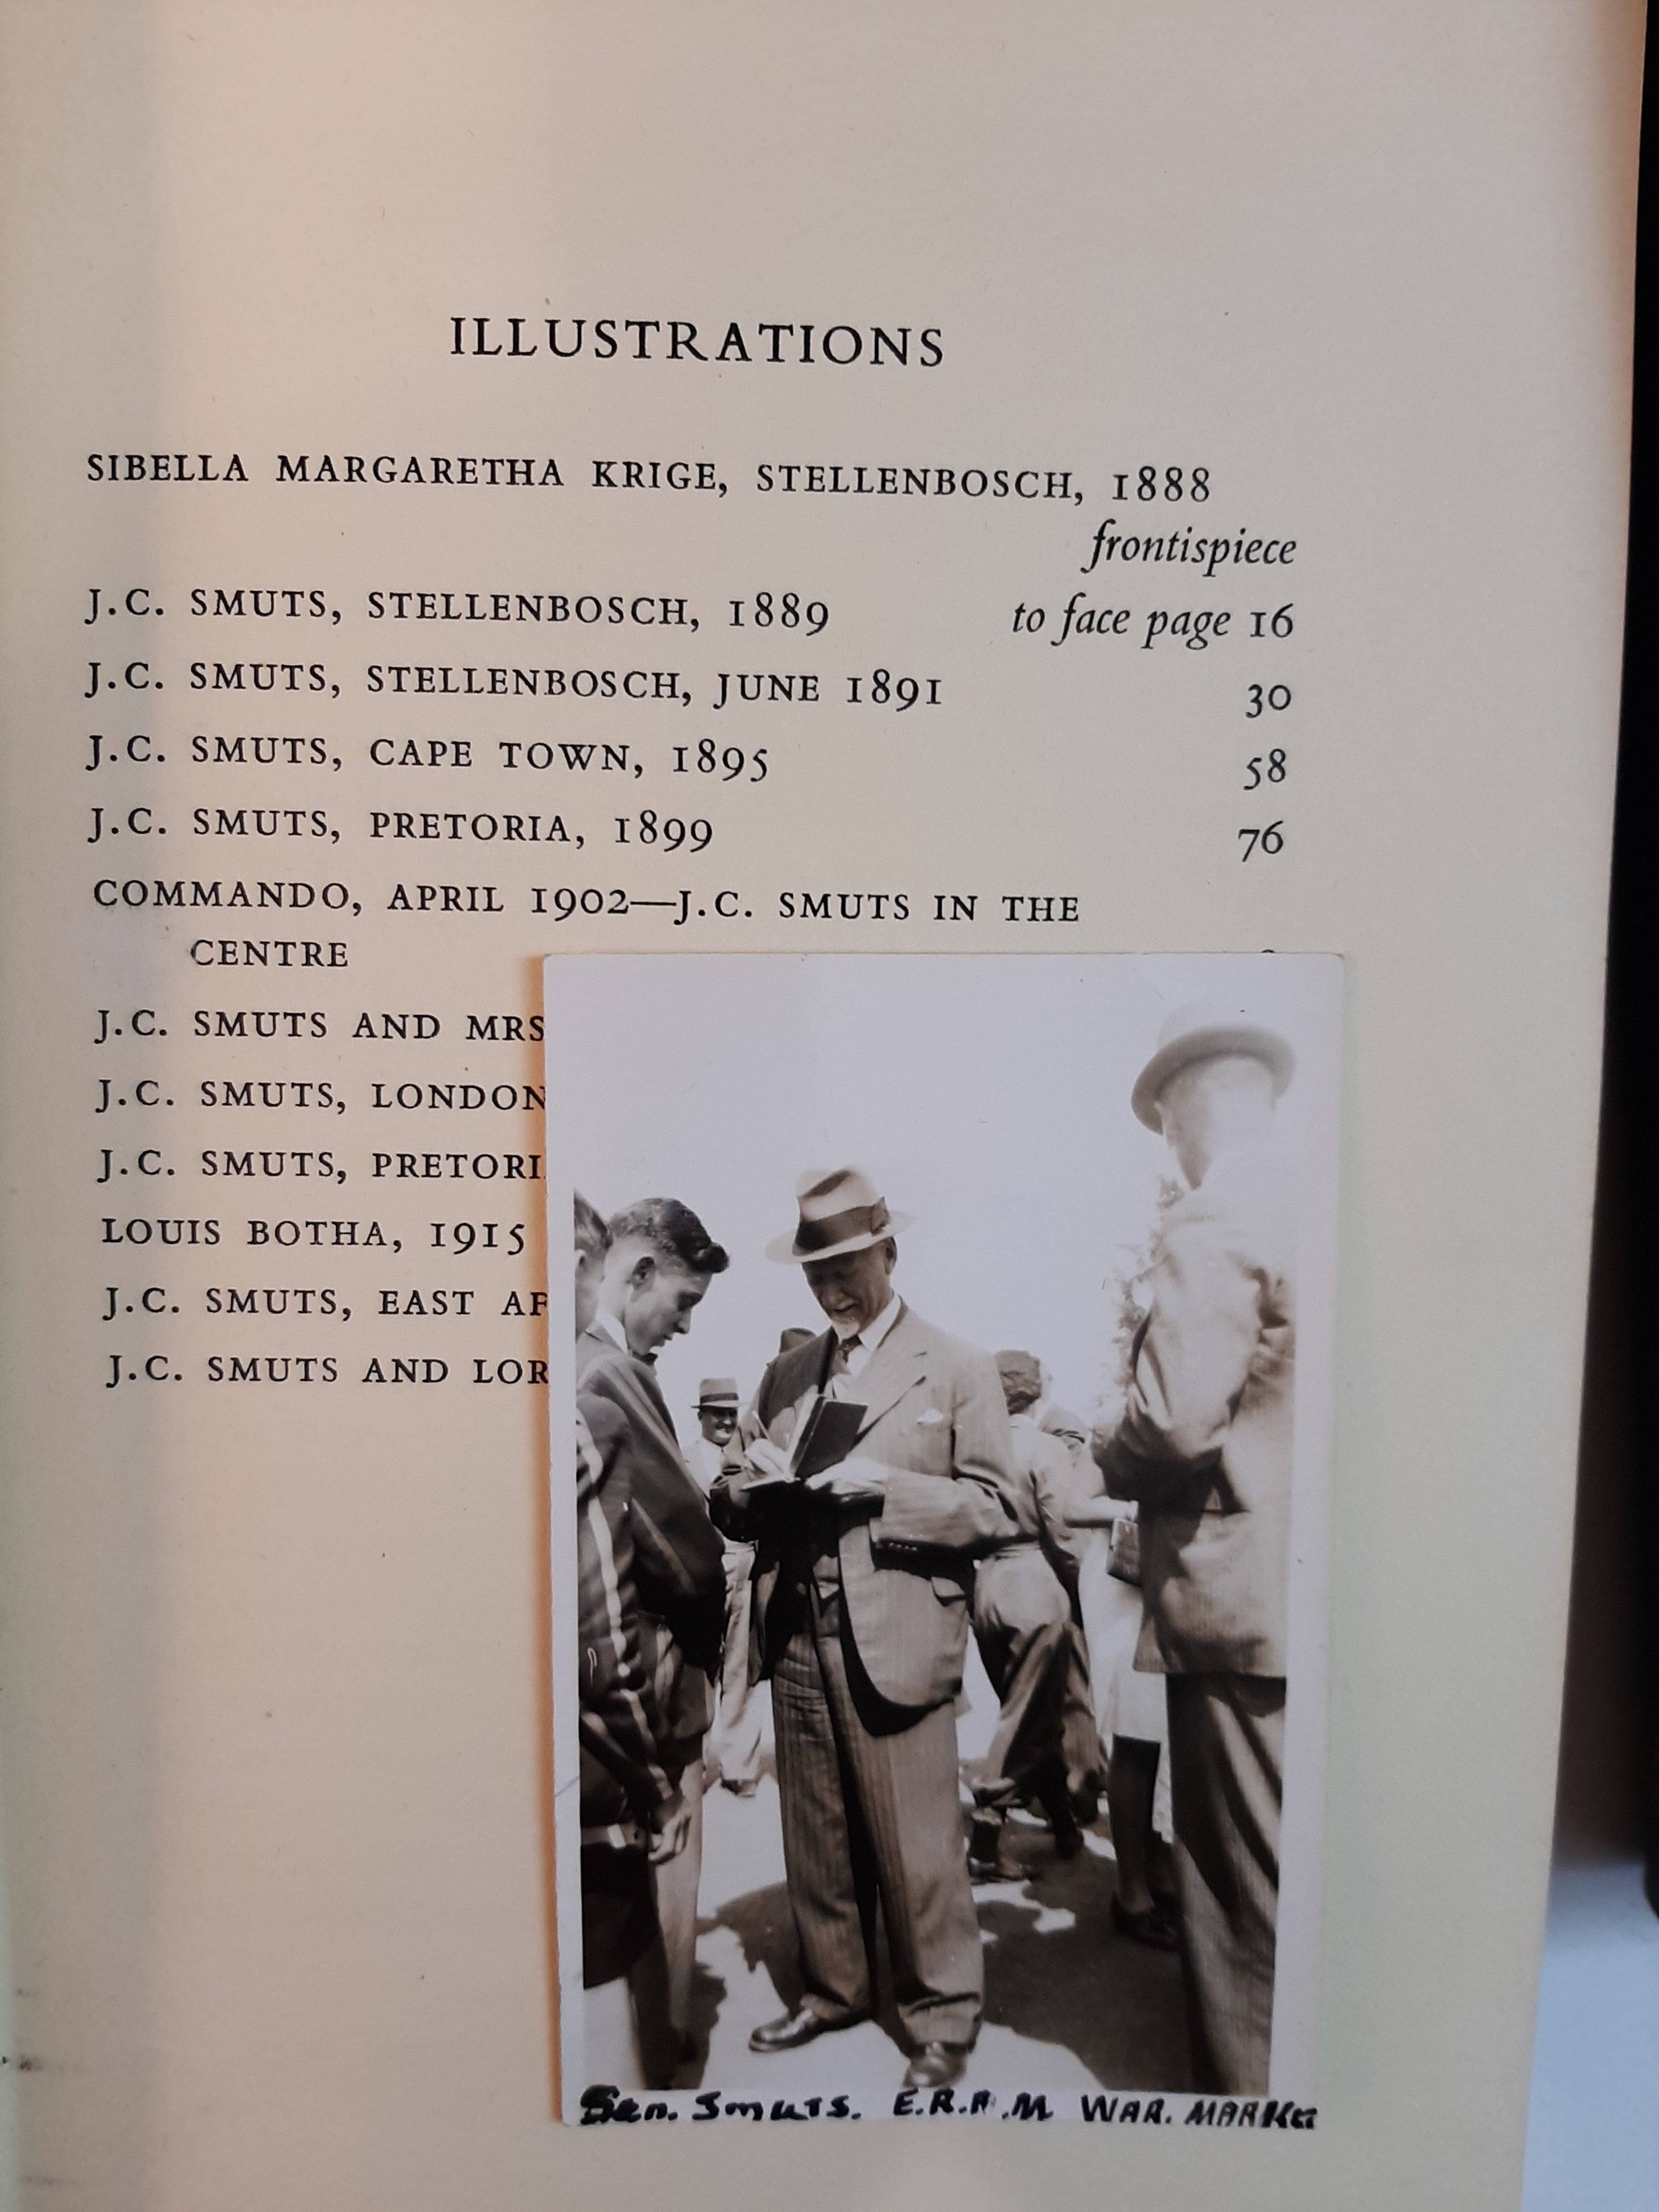 ILLUSTRATIONS
SIBELLA MARGARETHA KRIGE, STELLENBOSCH, 1888
frontispiece
J.C. SMUTS, STELLENBOSCH, 1889 to face page 16
J.C. SMUTS, STELLENBOSCH, JUNE 1891 30
J.C. SMUTS, CAPE TOWN, 1895 58
J.C. SMUTS, PRETORIA, 1899 76
COMMANDO, APRIL 1902—J.C. SMUTS IN THE
CENTRE
J.C. SMUTS AND MRS
J.C. SMUTS, LONDON
J.C. SMUTS, PRETORI
LOUIS BOTHA, 1915
J.C. SMUTS, EAST AF
J.C. SMUTS AND LOR
Gen. Smuts. E.R.P.M WAR. MARKET